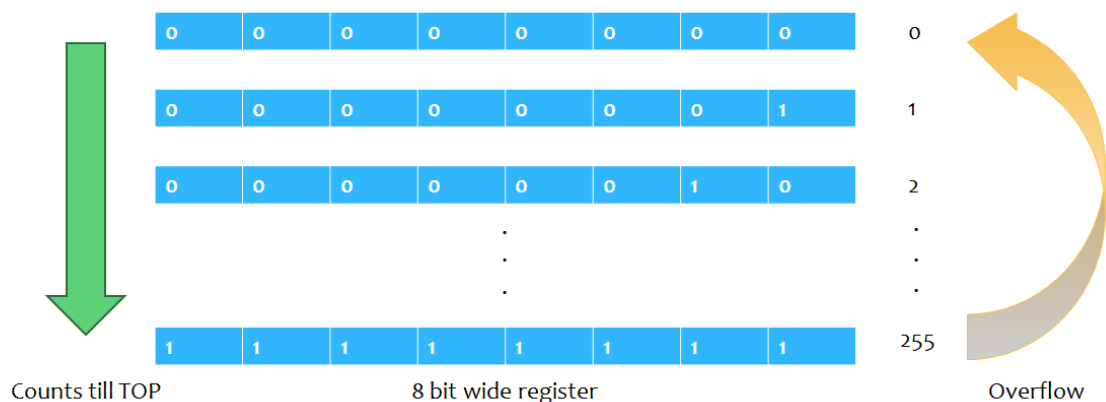 0 0 0 0 0 0 0 0 0
0 0 0 0 0 0 0 1 1
0 0 0 0 0 0 1 0 2
. .
. .
. .
1 1 1 1 1 1 1 1 255
Counts till TOP 8 bit wide register Overflow